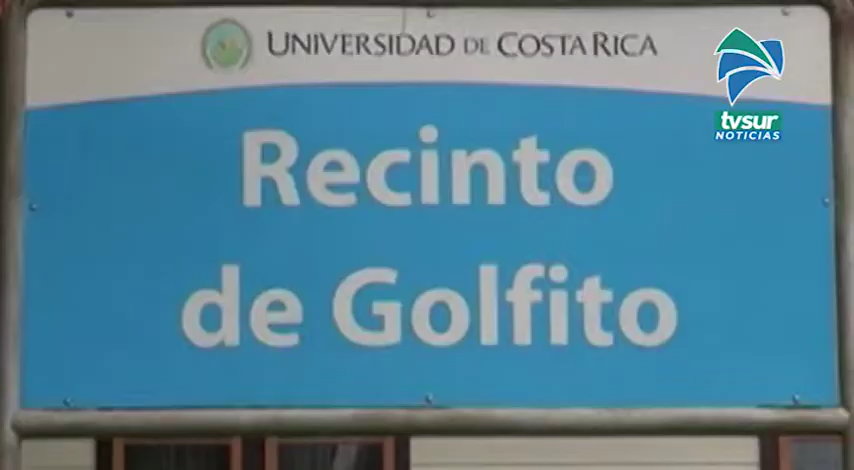 UNIVERSIDAD DE COSTA RICA
tvsur
NOTICIAS
Recinto
de Golfito